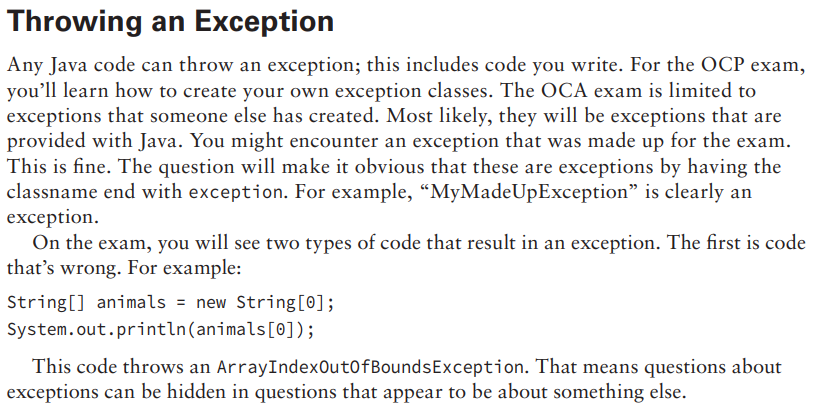 Throwing an Exception
Any Java code can throw an exception; this includes code you write. For the OCP exam,
you’ll learn how to create your own exception classes. The OCA exam is limited to
exceptions that someone else has created. Most likely, they will be exceptions that are
provided with Java. You might encounter an exception that was made up for the exam.
This is fine. The question will make it obvious that these are exceptions by having the
classname end with exception. For example, “MyMadeUpException” is clearly an
exception.
On the exam, you will see two types of code that result in an exception. The first is code
that’s wrong. For example:
String[] animals = new String[0];
System.out.println(animals[0]);
This code throws an ArrayIndexOutOfBoundsException. That means questions about
exceptions can be hidden in questions that appear to be about something else.